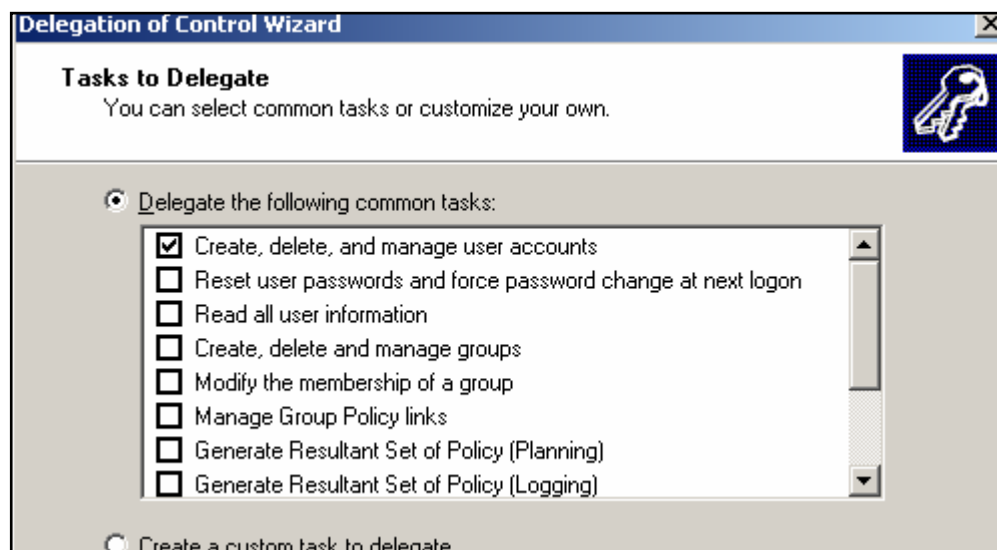 Delegation of Control Wizard
Tasks to Delegate
You can select common tasks or customize your own.
Delegate the following common tasks:
Create, delete, and manage user accounts
Reset user passwords and force password change at next logon
Read all user information
Create, delete and manage groups
Modify the membership of a group
Manage Group Policy links
Generate Resultant Set of Policy (Planning)
Generate Resultant Set of Policy (Logging)
Create a custom task to delegate